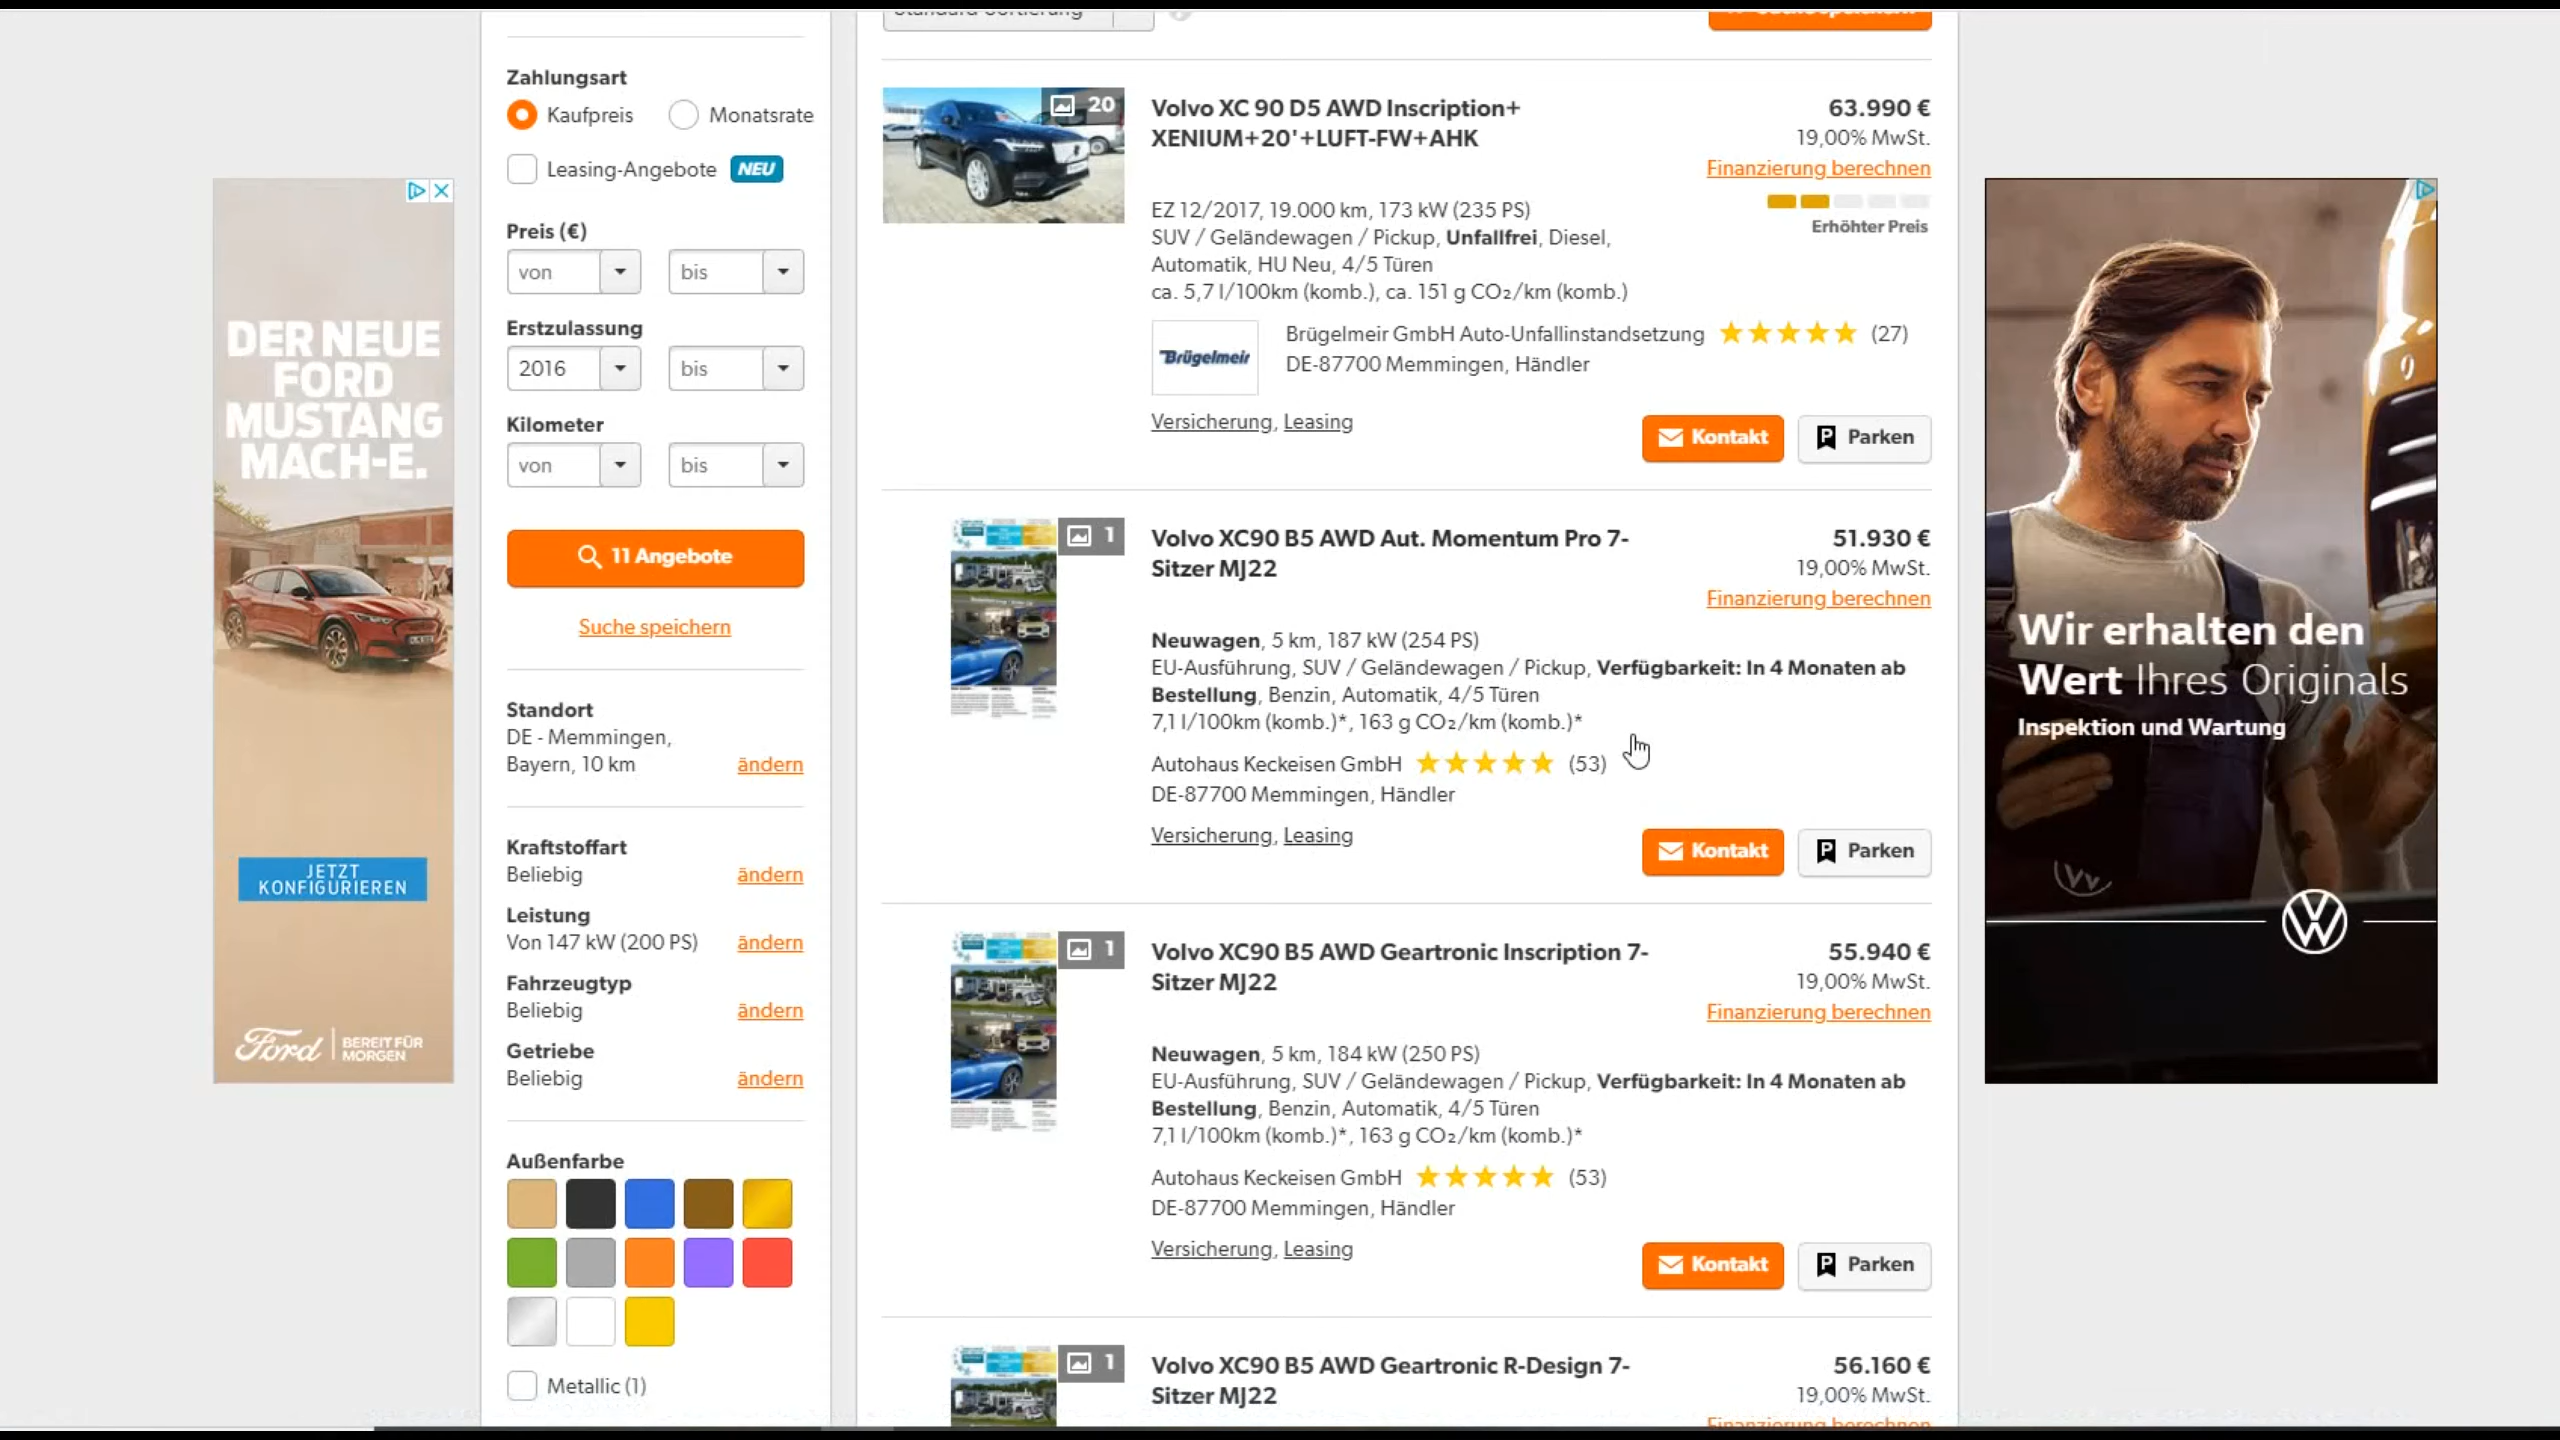 Zahlungsart
Kaufpreis
Monatsrate
Leasing-Angebote NEU
Preis (€)
von
bis
Erstzulassung
2016
bis
Kilometer
von
bis
11 Angebote
Suche speichern
Standort
DE - Memmingen,
Bayern, 10 km
ändern
Kraftstoffart
Beliebig
ändern
Leistung
Von 147 kW (200 PS)
ändern
Fahrzeugtyp
Beliebig
ändern
Getriebe
Beliebig
ändern
Außenfarbe
Metallic (1)
DER NEUE
FORD
MUSTANG
MACH-E.
JETZT
KONFIGURIEREN
Ford
BEREIT FÜR
MORGEN
20
Volvo XC 90 D5 AWD Inscription+
XENIUM+20'+LUFT-FW+AHK
63.990 €
19,00% MwSt.
Finanzierung berechnen
Erhöhter Preis
EZ 12/2017, 19.000 km, 173 kW (235 PS)
SUV / Geländewagen / Pickup, Unfallfrei, Diesel,
Automatik, HU Neu, 4/5 Türen
ca. 5,7 l/100km (komb.), ca. 151 g CO₂/km (komb.)
Brügelmeir
Brügelmeir GmbH Auto-Unfallinstandsetzung
(27)
DE-87700 Memmingen, Händler
Versicherung, Leasing
Kontakt
Parken
1
Volvo XC90 B5 AWD Aut. Momentum Pro 7-
Sitzer MJ22
51.930 €
19,00% MwSt.
Finanzierung berechnen
Neuwagen, 5 km, 187 kW (254 PS)
EU-Ausführung, SUV / Geländewagen / Pickup, Verfügbarkeit: In 4 Monaten ab
Bestellung, Benzin, Automatik, 4/5 Türen
7,1 l/100km (komb.)*, 163 g CO₂/km (komb.)*
Autohaus Keckeisen GmbH
(53)
DE-87700 Memmingen, Händler
Versicherung, Leasing
Kontakt
Parken
1
Volvo XC90 B5 AWD Geartronic Inscription 7-
Sitzer MJ22
55.940 €
19,00% MwSt.
Finanzierung berechnen
Neuwagen, 5 km, 184 kW (250 PS)
EU-Ausführung, SUV / Geländewagen / Pickup, Verfügbarkeit: In 4 Monaten ab
Bestellung, Benzin, Automatik, 4/5 Türen
7,1 l/100km (komb.)*, 163 g CO₂/km (komb.)*
Autohaus Keckeisen GmbH
(53)
DE-87700 Memmingen, Händler
Versicherung, Leasing
Kontakt
Parken
1
Volvo XC90 B5 AWD Geartronic R-Design 7-
Sitzer MJ22
56.160 €
19,00% MwSt.
Finanzierung berechnen
Wir erhalten den
Wert Ihres Originals
Inspektion und Wartung